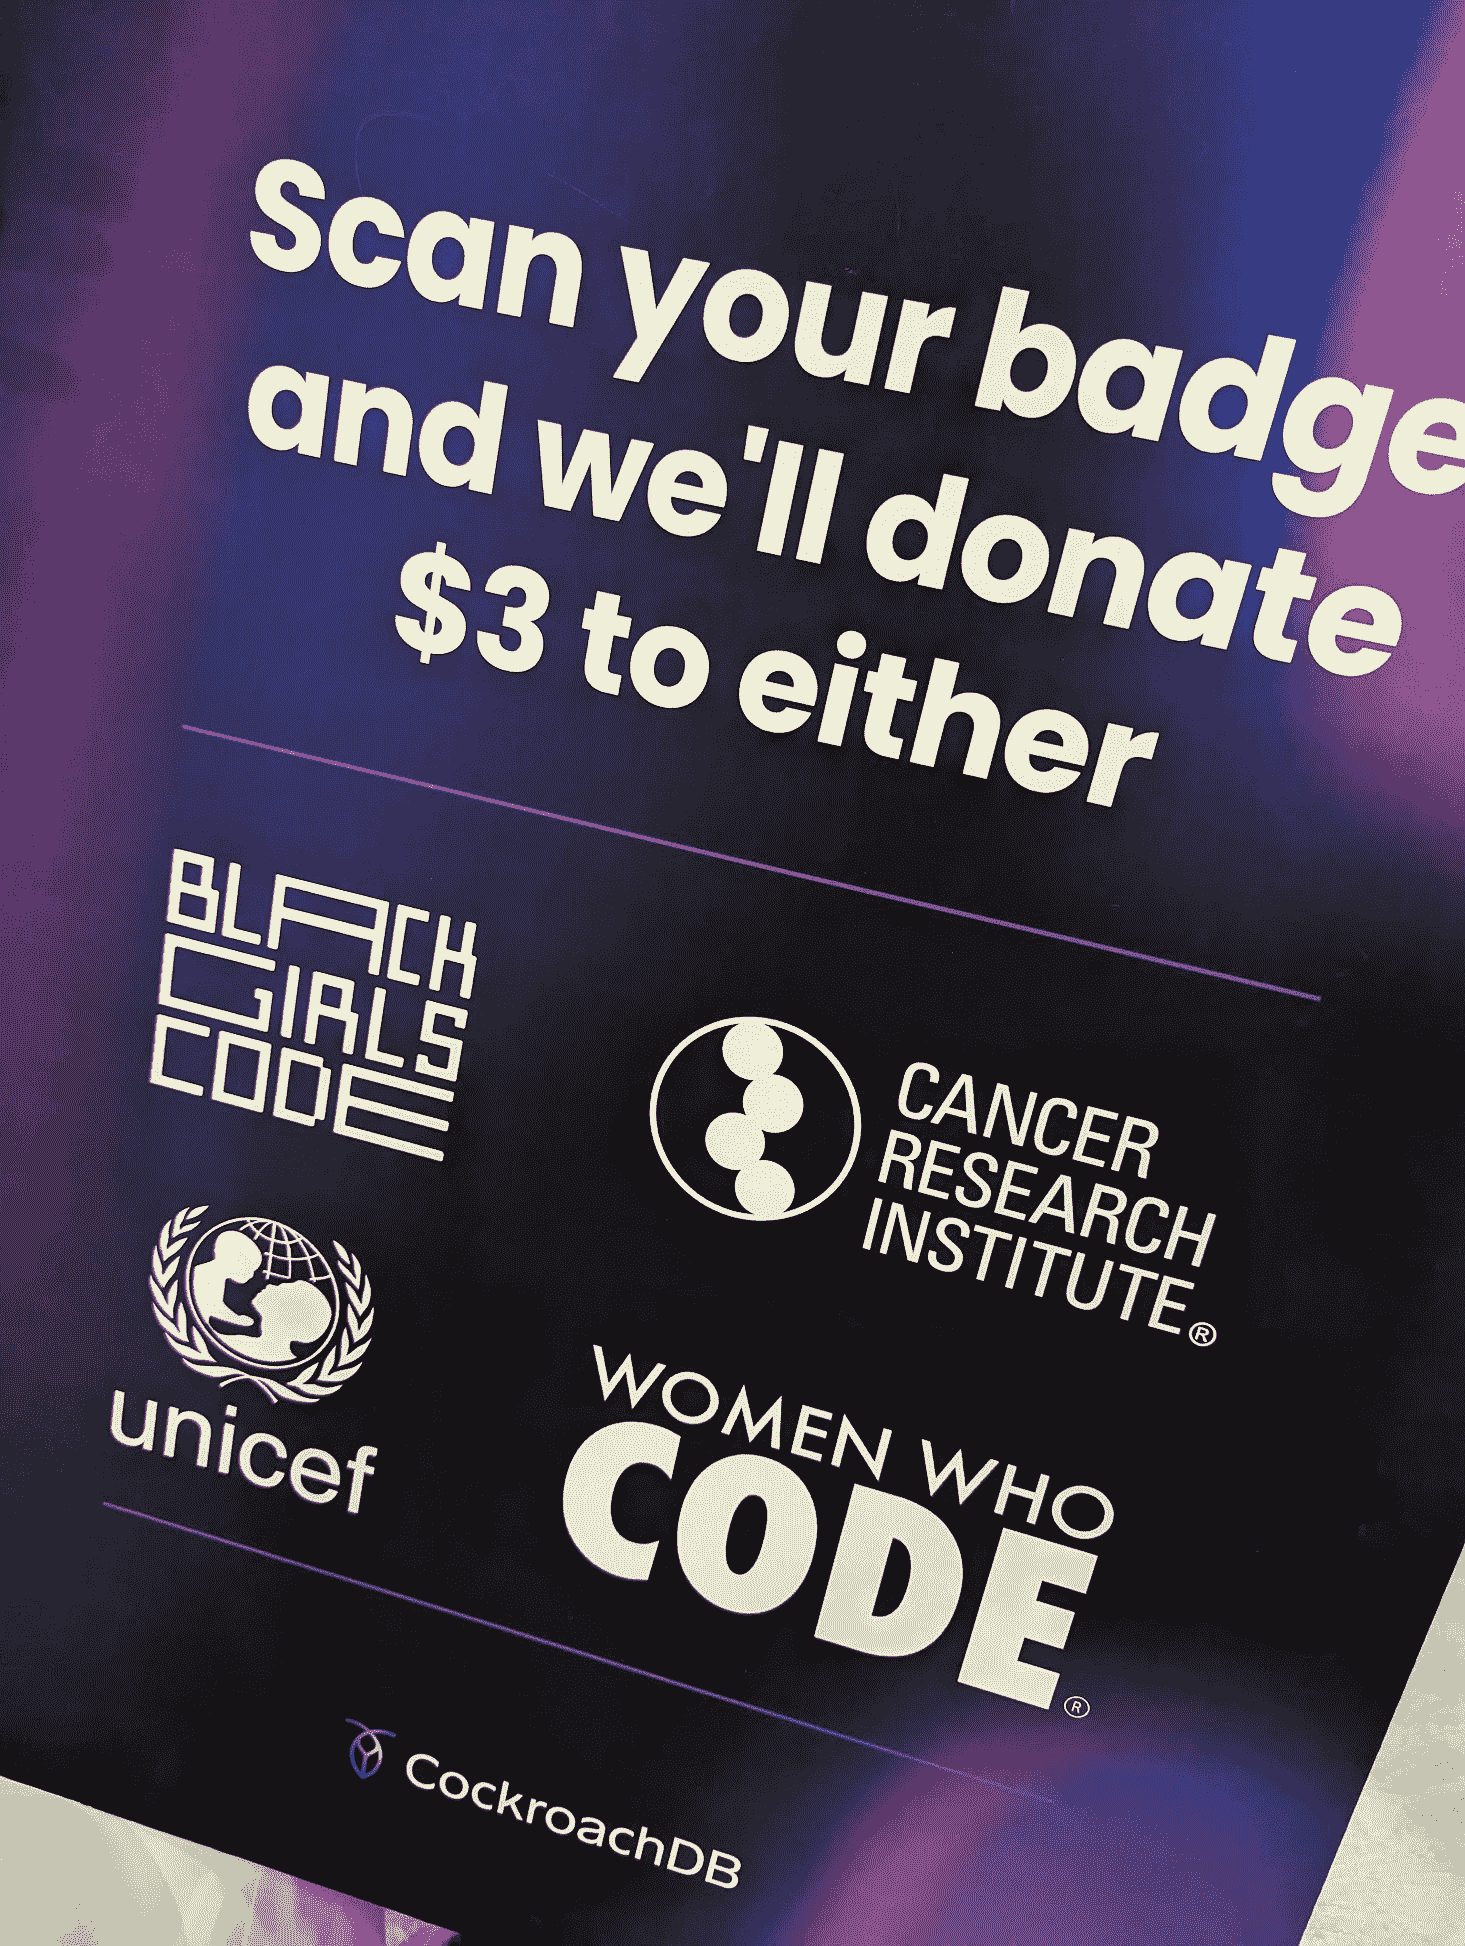 Scan your badge
and we'll donate
$3 to either
BLACK
GIRLS
CODE
CANCER
RESEARCH
INSTITUTE®
unicef
WOMEN WHO
CODE®
CockroachDB